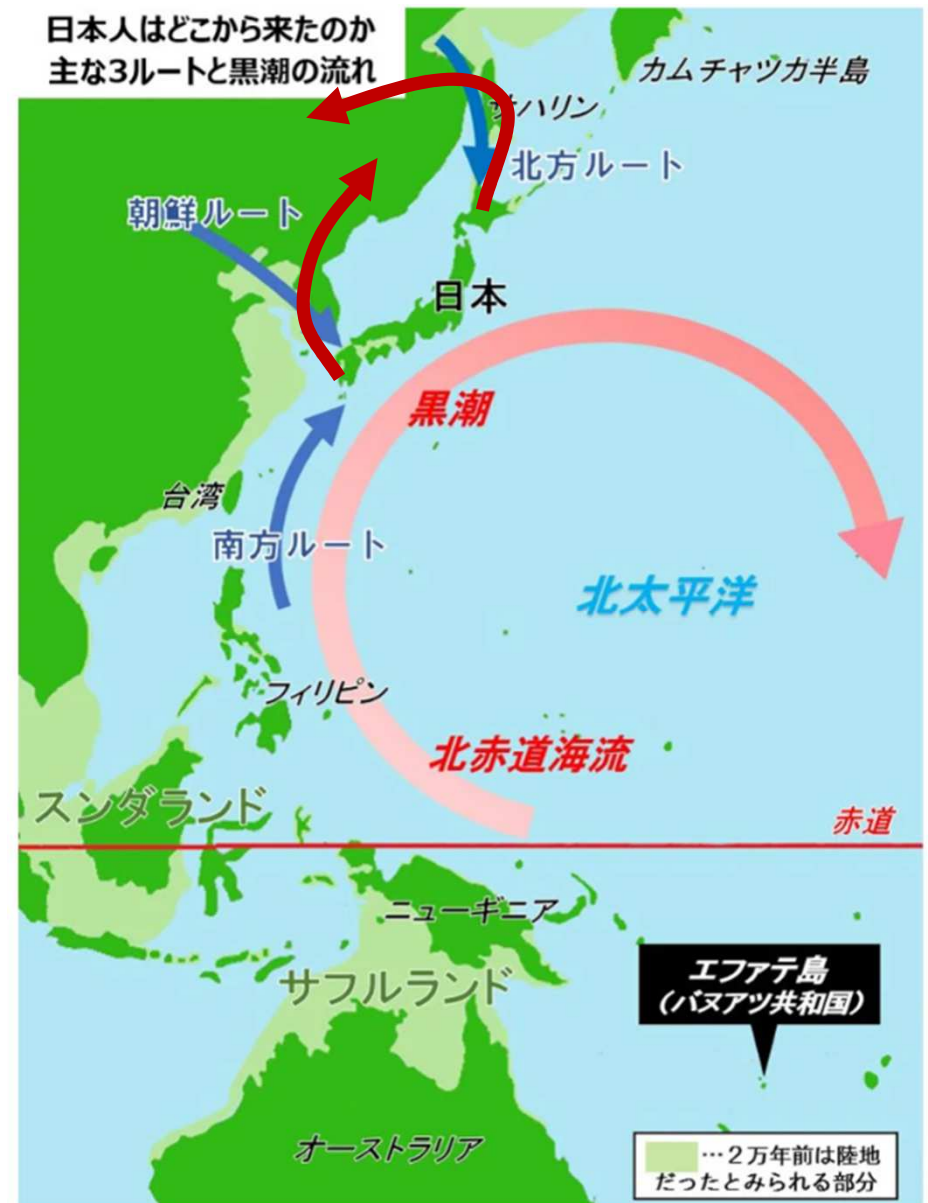 日本人はどこから来たのか
主な3ルートと黒潮の流れ
カムチャツカ半島
サハリン
北方ルート
朝鮮ルート
日本
黒潮
台湾
南方ルート
北太平洋
フィリピン
北赤道海流
スンダランド
赤道
ニューギニア
サフルランド
エファテ島
（バヌアツ共和国）
オーストラリア
…2万年前は陸地
だったとみられる部分